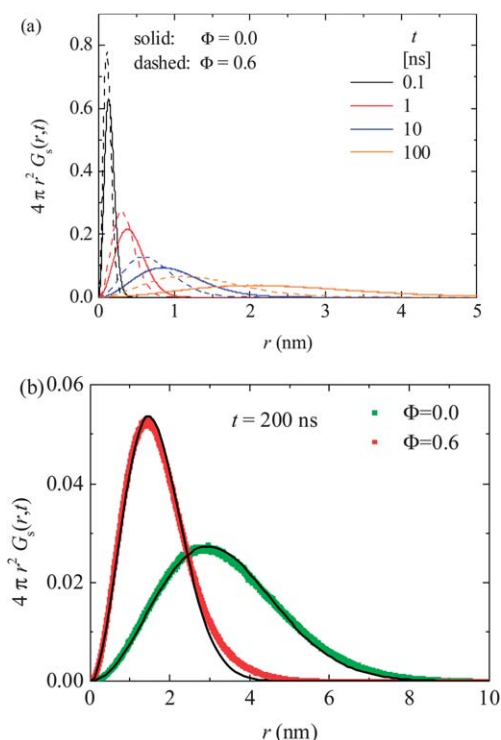 (a)
solid: Φ = 0.0
dashed: Φ = 0.6
t
[ns]
0.1
1
10
100
0.8
0.6
0.4
0.2
0.0
4 π r² Gₛ(r,t)
0 1 2 3 4 5
r (nm)
(b)
0.06
0.04
0.02
0.00
4 π r² Gₛ(r,t)
t = 200 ns
Φ=0.0
Φ=0.6
0 2 4 6 8 10
r (nm)